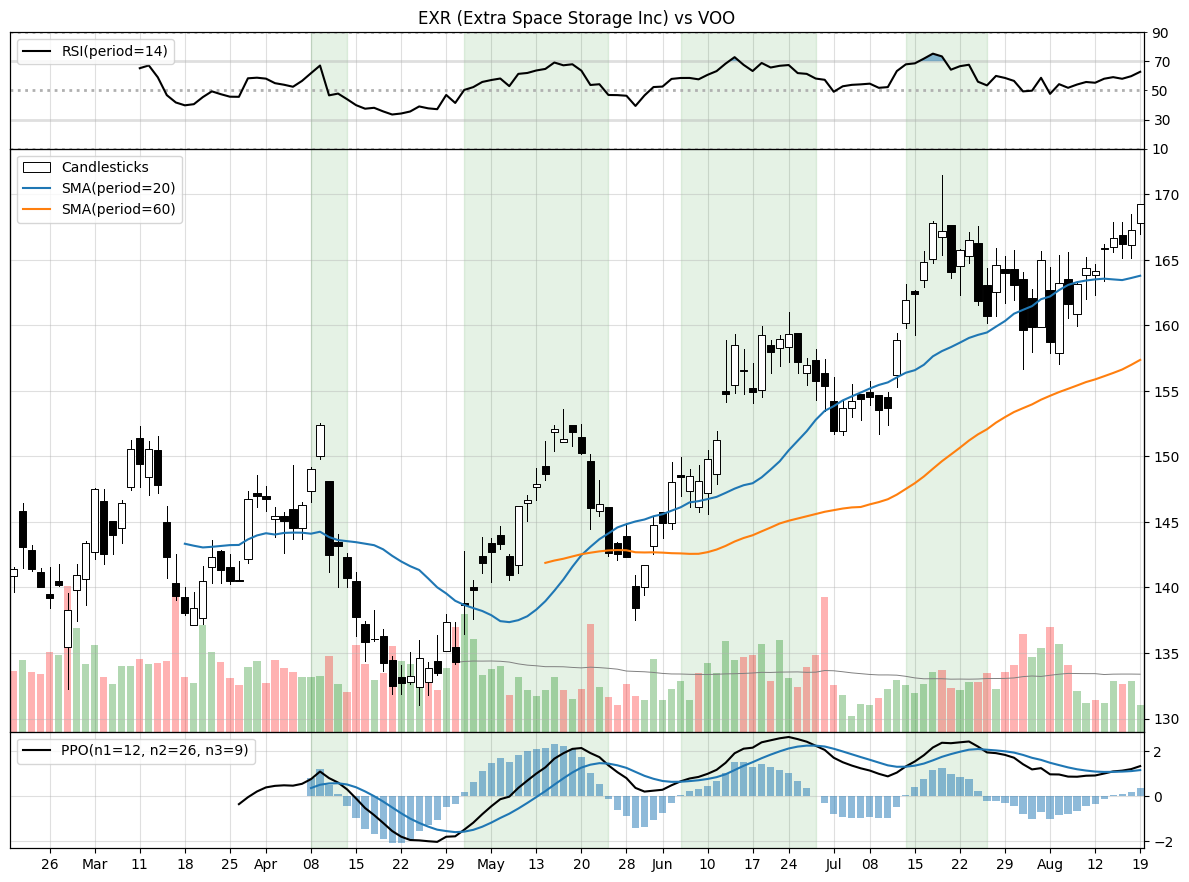 EXR (Extra Space Storage Inc) vs VOO
RSI(period=14)
90
70
50
30
10
Candlesticks
SMA(period=20)
SMA(period=60)
170
165
160
155
150
145
140
135
130
PPO(n1=12, n2=26, n3=9)
2
0
−2
26 Mar 11 18 25 Apr 08 15 22 29 May 13 20 28 Jun 10 17 24 Jul 08 15 22 29 Aug 12 19